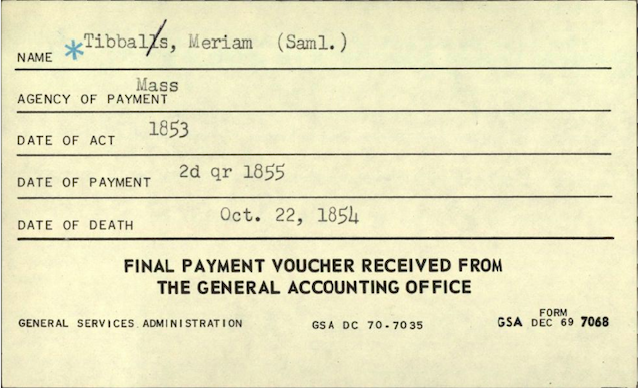 NAME *Tibballs, Meriam (Saml.)
AGENCY OF PAYMENT Mass
DATE OF ACT 1853
DATE OF PAYMENT 2d qr 1855
DATE OF DEATH Oct. 22, 1854
FINAL PAYMENT VOUCHER RECEIVED FROM
THE GENERAL ACCOUNTING OFFICE
GENERAL SERVICES ADMINISTRATION GSA DC 70-7035 GSA FORM DEC 69 7068